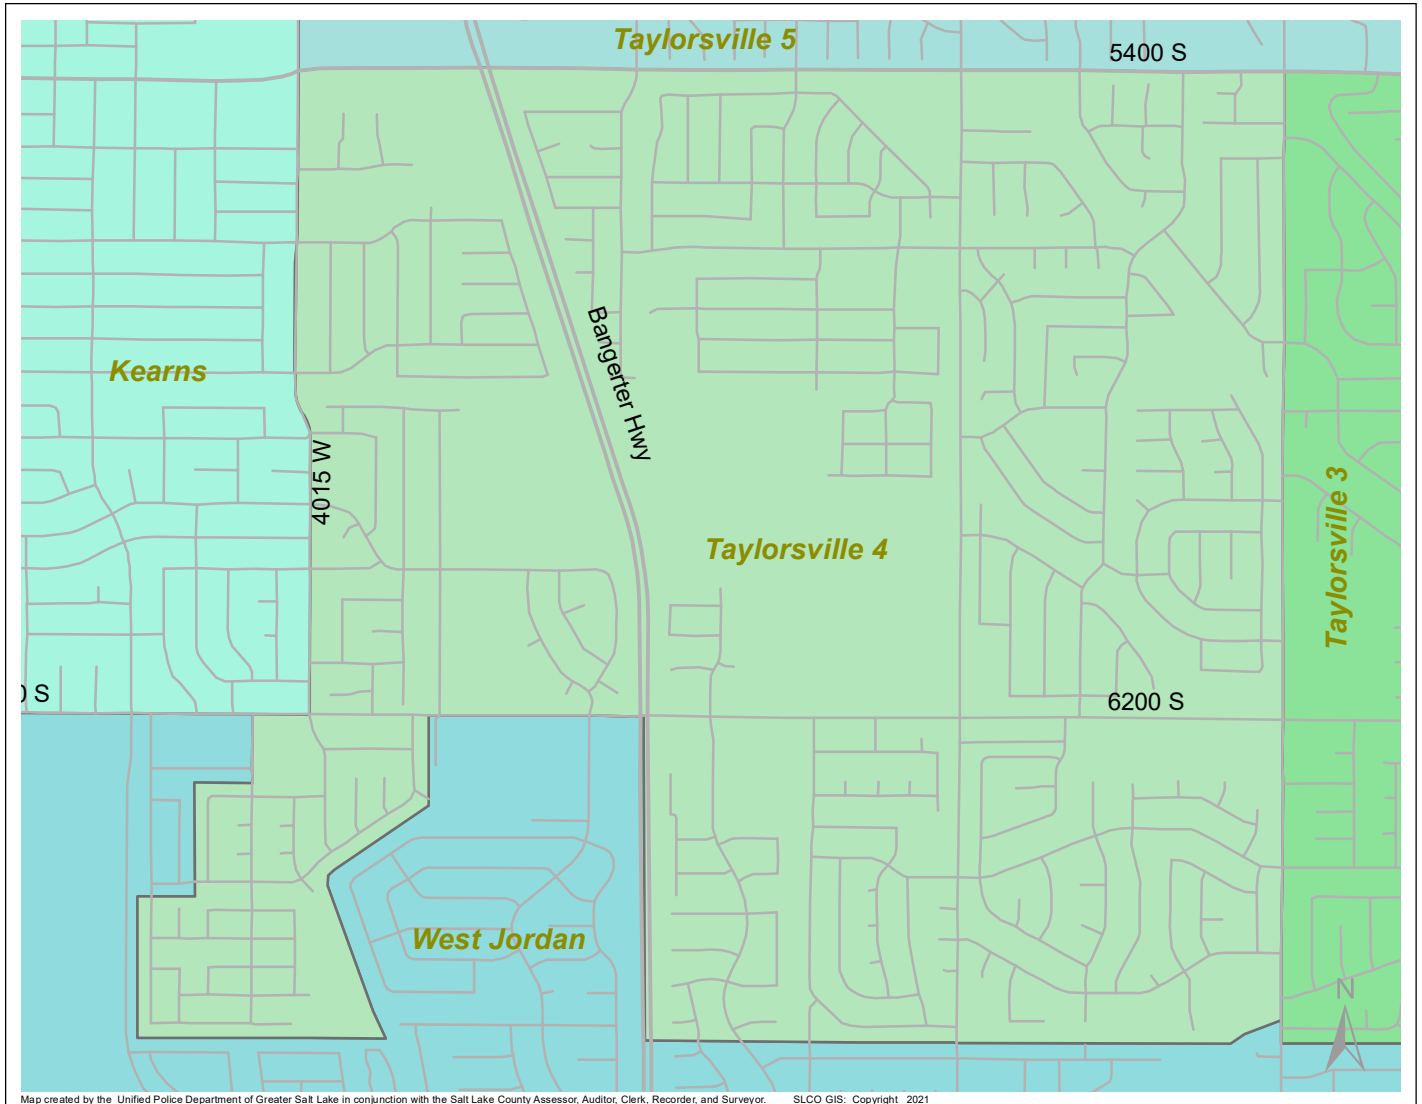 Taylorsville 5
5400 S
Bangerter Hwy
Kearns
4015 W
Taylorsville 3
Taylorsville 4
0 S
6200 S
West Jordan
N
Map created by the Unified Police Department of Greater Salt Lake in conjunction with the Salt Lake County Assessor, Auditor, Clerk, Recorder, and Surveyor. SLCO GIS: Copyright 2021